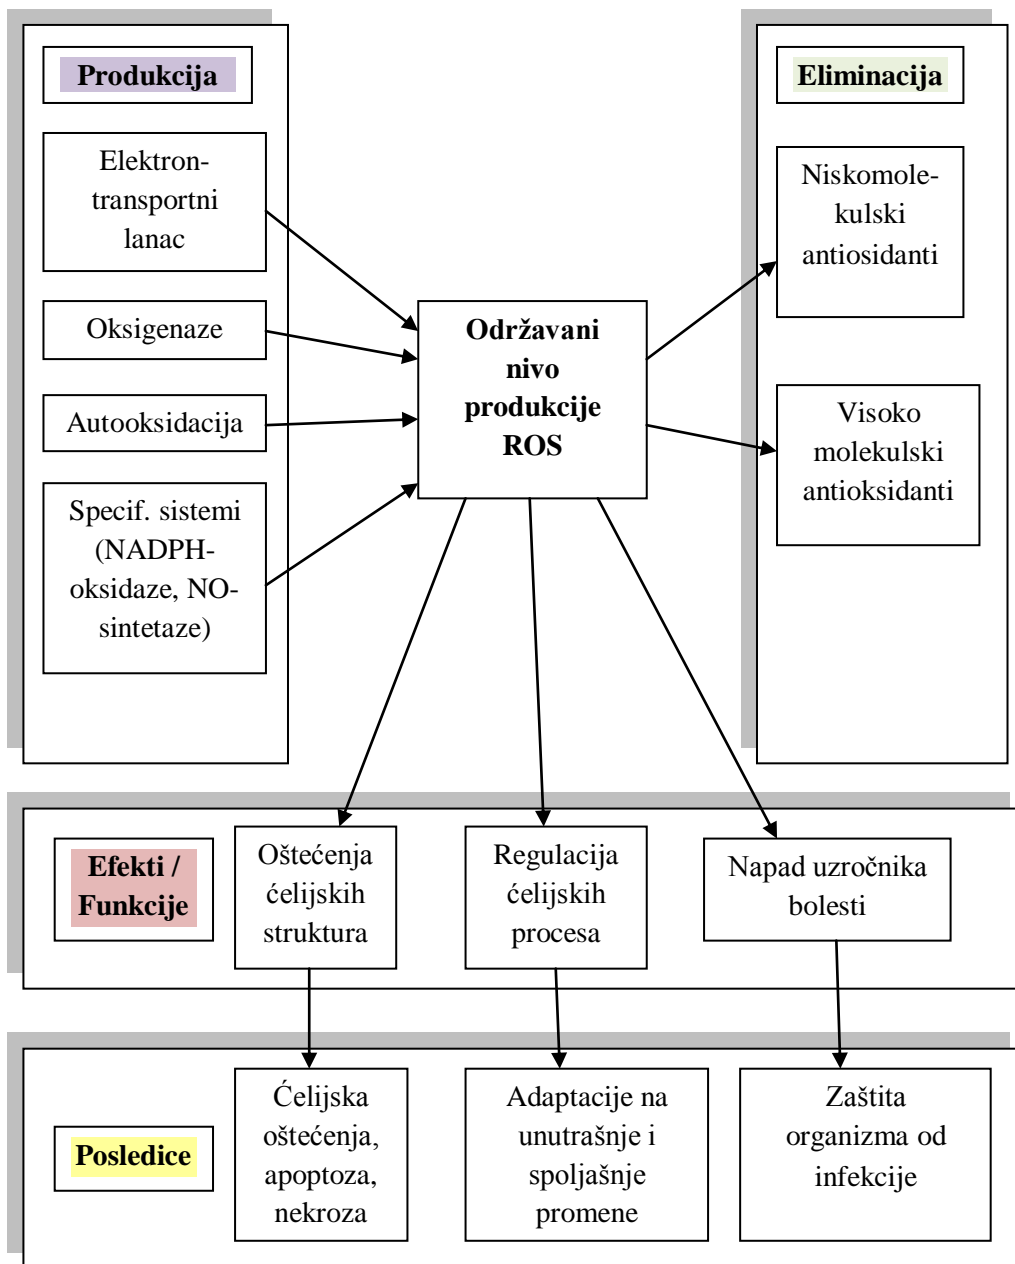 Produkcija
Elektron-
transportni
lanac
Oksigenaze
Autooksidacija
Specif. sistemi
(NADPH-
oksidaze, NO-
sintetaze)
Održavani
nivo
produkcije
ROS
Eliminacija
Niskomole-
kulski
antiosidanti
Visoko
molekulski
antioksidanti
Efekti /
Funkcije
Oštećenja
ćelijskih
struktura
Regulacija
ćelijskih
procesa
Napad uzročnika
bolesti
Posledice
Ćelijska
oštećenja,
apoptoza,
nekroza
Adaptacije na
unutrašnje i
spoljašnje
promene
Zaštita
organizma od
infekcije